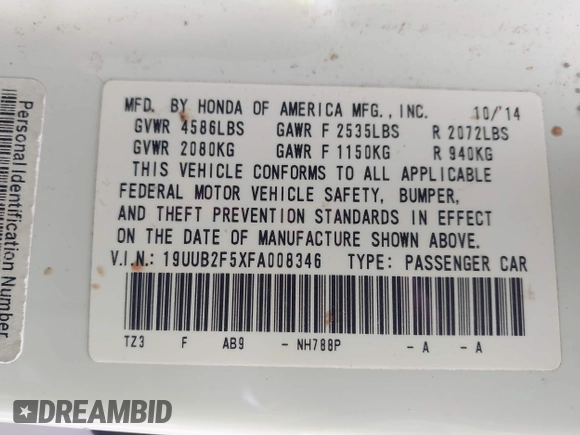 Personal Identification Number
MFD. BY HONDA OF AMERICA MFG., INC. 10/'14
GVWR 4586LBS GAWR F 2535LBS R 2072LBS
GVWR 2080KG GAWR F 1150KG R 940KG
THIS VEHICLE CONFORMS TO ALL APPLICABLE
FEDERAL MOTOR VEHICLE SAFETY, BUMPER,
AND THEFT PREVENTION STANDARDS IN EFFECT
ON THE DATE OF MANUFACTURE SHOWN ABOVE.
V.I.N.: 19UUB2F5XFA008346 TYPE: PASSENGER CAR
TZ3 F AB9 - NH788P - A - A
DREAMBID